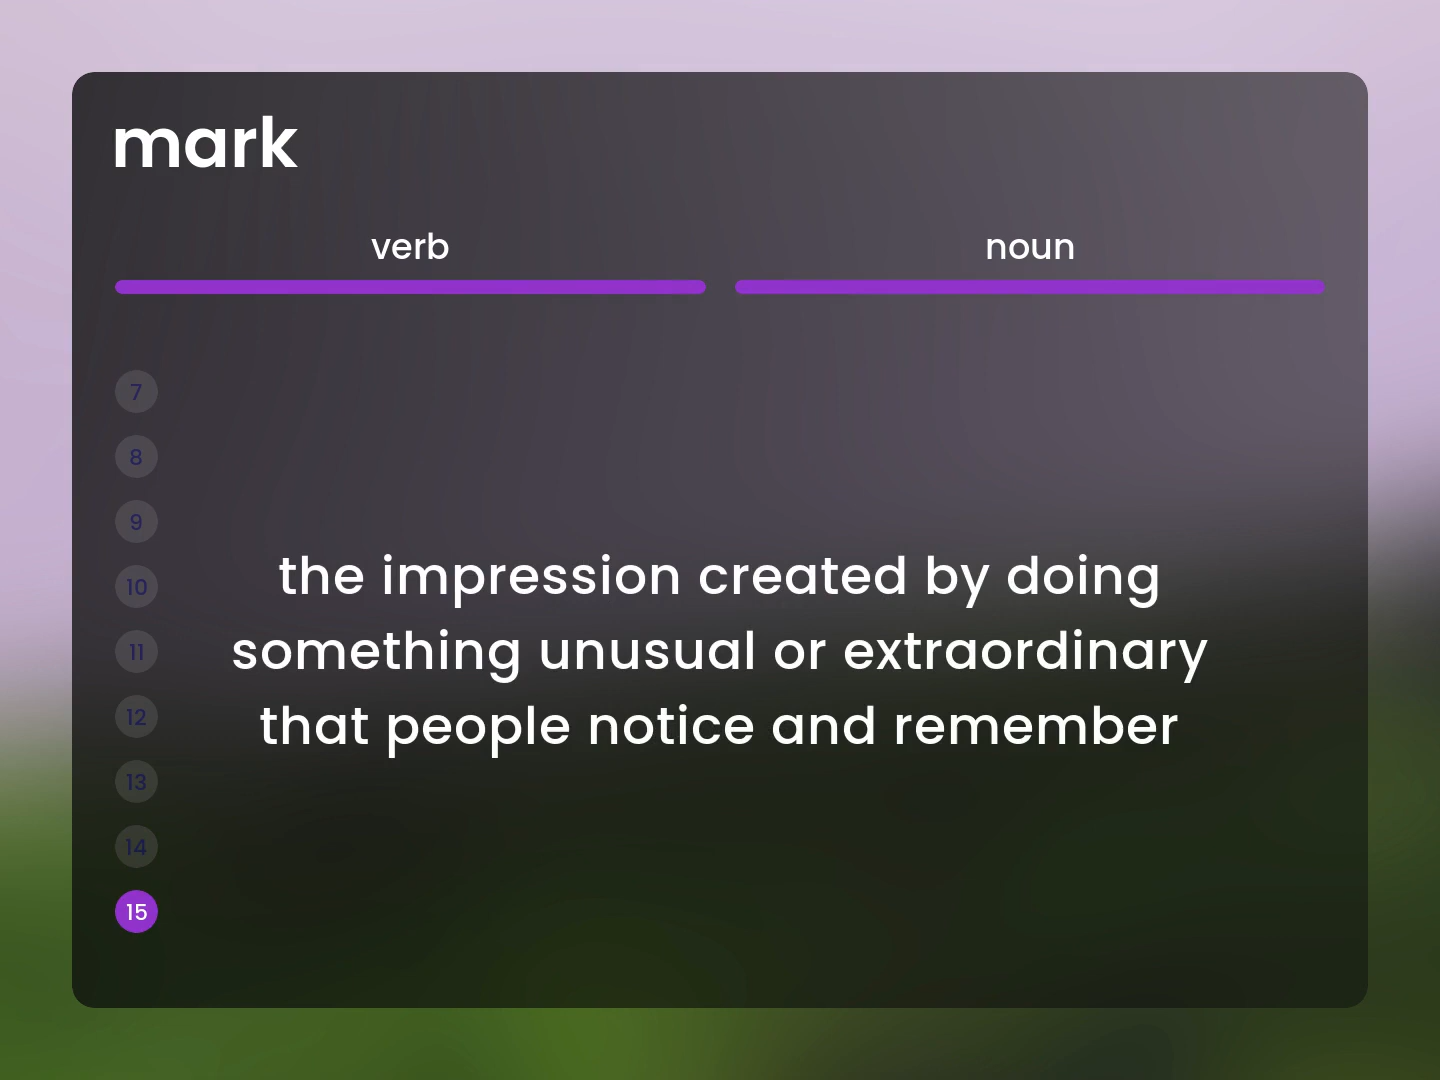 mark
verb
noun
7
8
9
10
11
12
13
14
15
the impression created by doing
something unusual or extraordinary
that people notice and remember